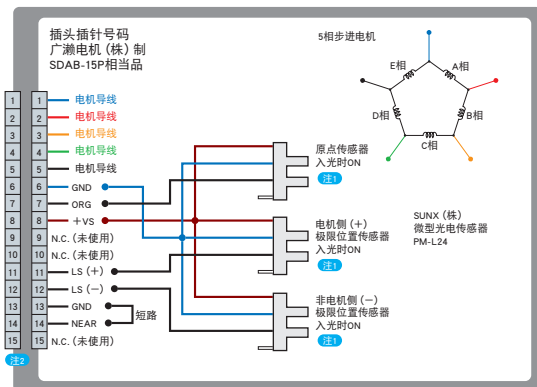 插头插针号码
广濑电机(株)制
SDAB-15P相当品
5相步进电机
E相
A相
D相
B相
C相
1 1 电机导线
2 2 电机导线
3 3 电机导线
4 4 电机导线
5 5 电机导线
6 6 GND
7 7 ORG
8 8 +VS
9 9 N.C.(未使用)
10 10 N.C.(未使用)
11 11 LS(+)
12 12 LS(−)
13 13 GND
14 14 NEAR
短路
15 15 N.C.(未使用)
注2
原点传感器
入光时ON
注1
电机侧(+)
极限位置传感器
入光时ON
注1
非电机侧(−)
极限位置传感器
入光时ON
注1
SUNX(株)
微型光电传感器
PM-L24